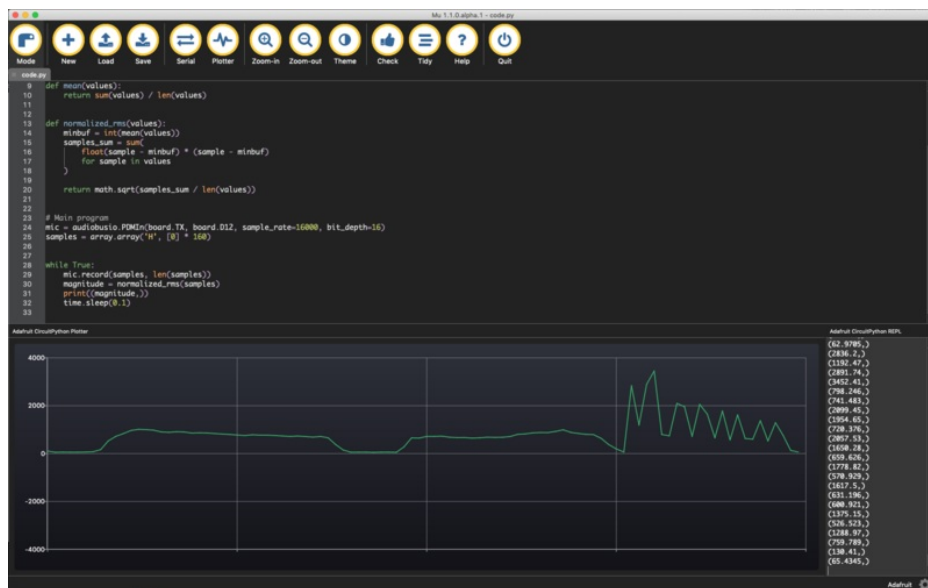 Mu 1.1.0.alpha.1 - code.py
Mode New Load Save Serial Plotter Zoom-in Zoom-out Theme Check Tidy Help Quit
code.py
9 def mean(values):
10     return sum(values) / len(values)
11
12
13 def normalized_rms(values):
14     minbuf = int(mean(values))
15     samples_sum = sum(
16         float(sample - minbuf) * (sample - minbuf)
17         for sample in values
18     )
19
20     return math.sqrt(samples_sum / len(values))
21
22
23 # Main program
24 mic = audiobusio.PDMIn(board.TX, board.D12, sample_rate=16000, bit_depth=16)
25 samples = array.array('H', [0] * 160)
26
27
28 while True:
29     mic.record(samples, len(samples))
30     magnitude = normalized_rms(samples)
31     print((magnitude,))
32     time.sleep(0.1)
33
Adafruit CircuitPython Plotter
4000
2000
0
-2000
-4000
Adafruit CircuitPython REPL
(62.9705,)
(2836.2,)
(1192.47,)
(2891.74,)
(3452.41,)
(798.246,)
(741.483,)
(2099.45,)
(1954.65,)
(720.376,)
(2057.53,)
(1650.28,)
(659.626,)
(1778.82,)
(570.929,)
(1617.5,)
(631.196,)
(600.921,)
(1375.15,)
(526.523,)
(1288.97,)
(759.789,)
(130.41,)
(65.4345,)
Adafruit